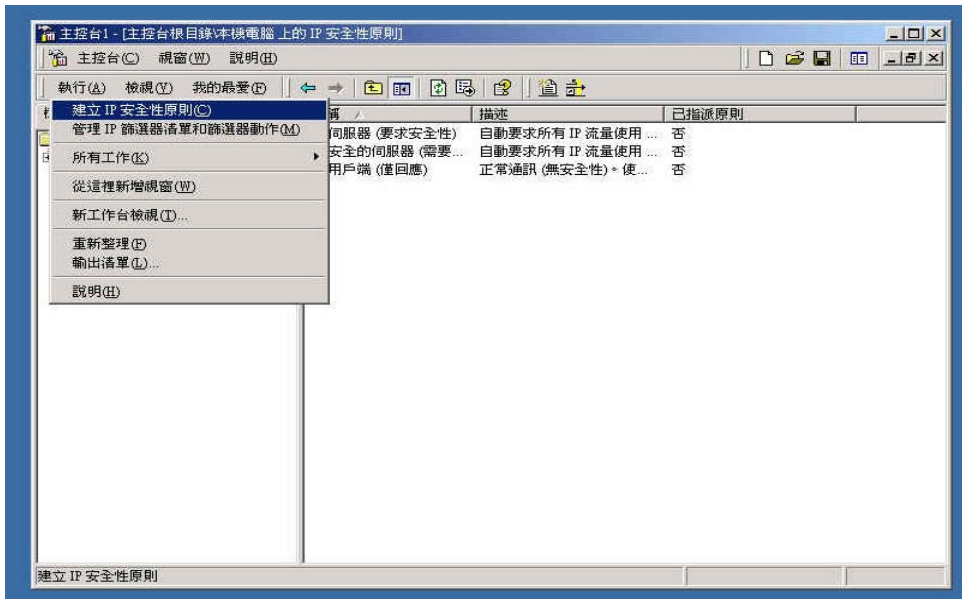 主控台1 - [主控台根目錄\本機電腦 上的 IP 安全性原則]
主控台(C) 視窗(W) 說明(H)
執行(A) 檢視(V) 我的最愛(F)
建立 IP 安全性原則(C)
管理 IP 篩選器清單和篩選器動作(M)
所有工作(K)
從這裡新增視窗(W)
新工作台檢視(T)...
重新整理(F)
輸出清單(L)...
說明(H)
稱 描述 已指派原則
伺服器 (要求安全性) 自動要求所有 IP 流量使用 ... 否
安全的伺服器 (需要... 自動要求所有 IP 流量使用 ... 否
用戶端 (僅回應) 正常通訊 (無安全性)。使... 否
建立 IP 安全性原則